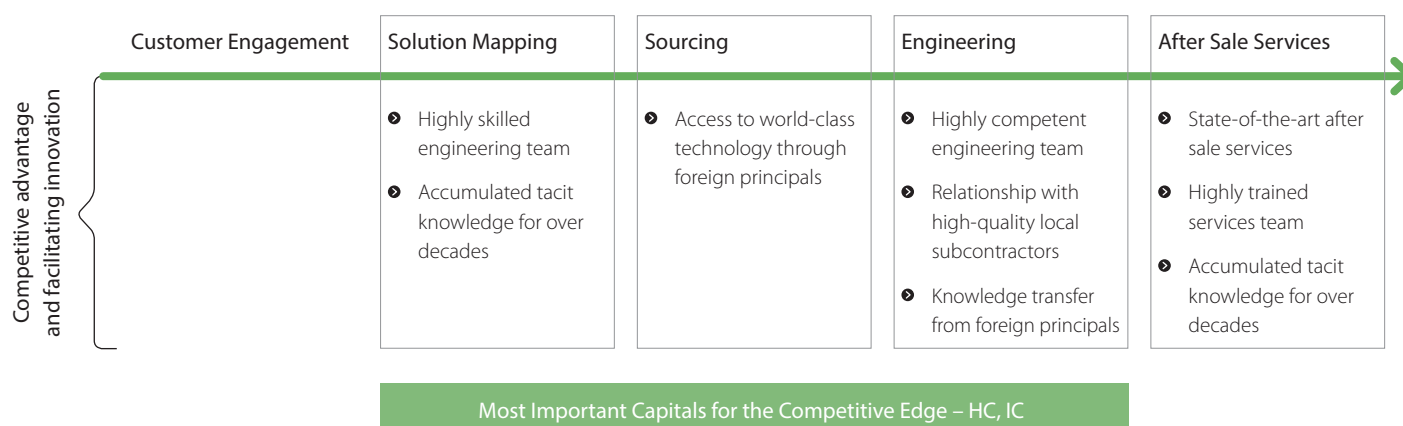 Customer Engagement
Solution Mapping
Sourcing
Engineering
After Sale Services
Competitive advantage
and facilitating innovation
Highly skilled
engineering team
Accumulated tacit
knowledge for over
decades
Access to world-class
technology through
foreign principals
Highly competent
engineering team
Relationship with
high-quality local
subcontractors
Knowledge transfer
from foreign principals
State-of-the-art after
sale services
Highly trained
services team
Accumulated tacit
knowledge for over
decades
Most Important Capitals for the Competitive Edge – HC, IC